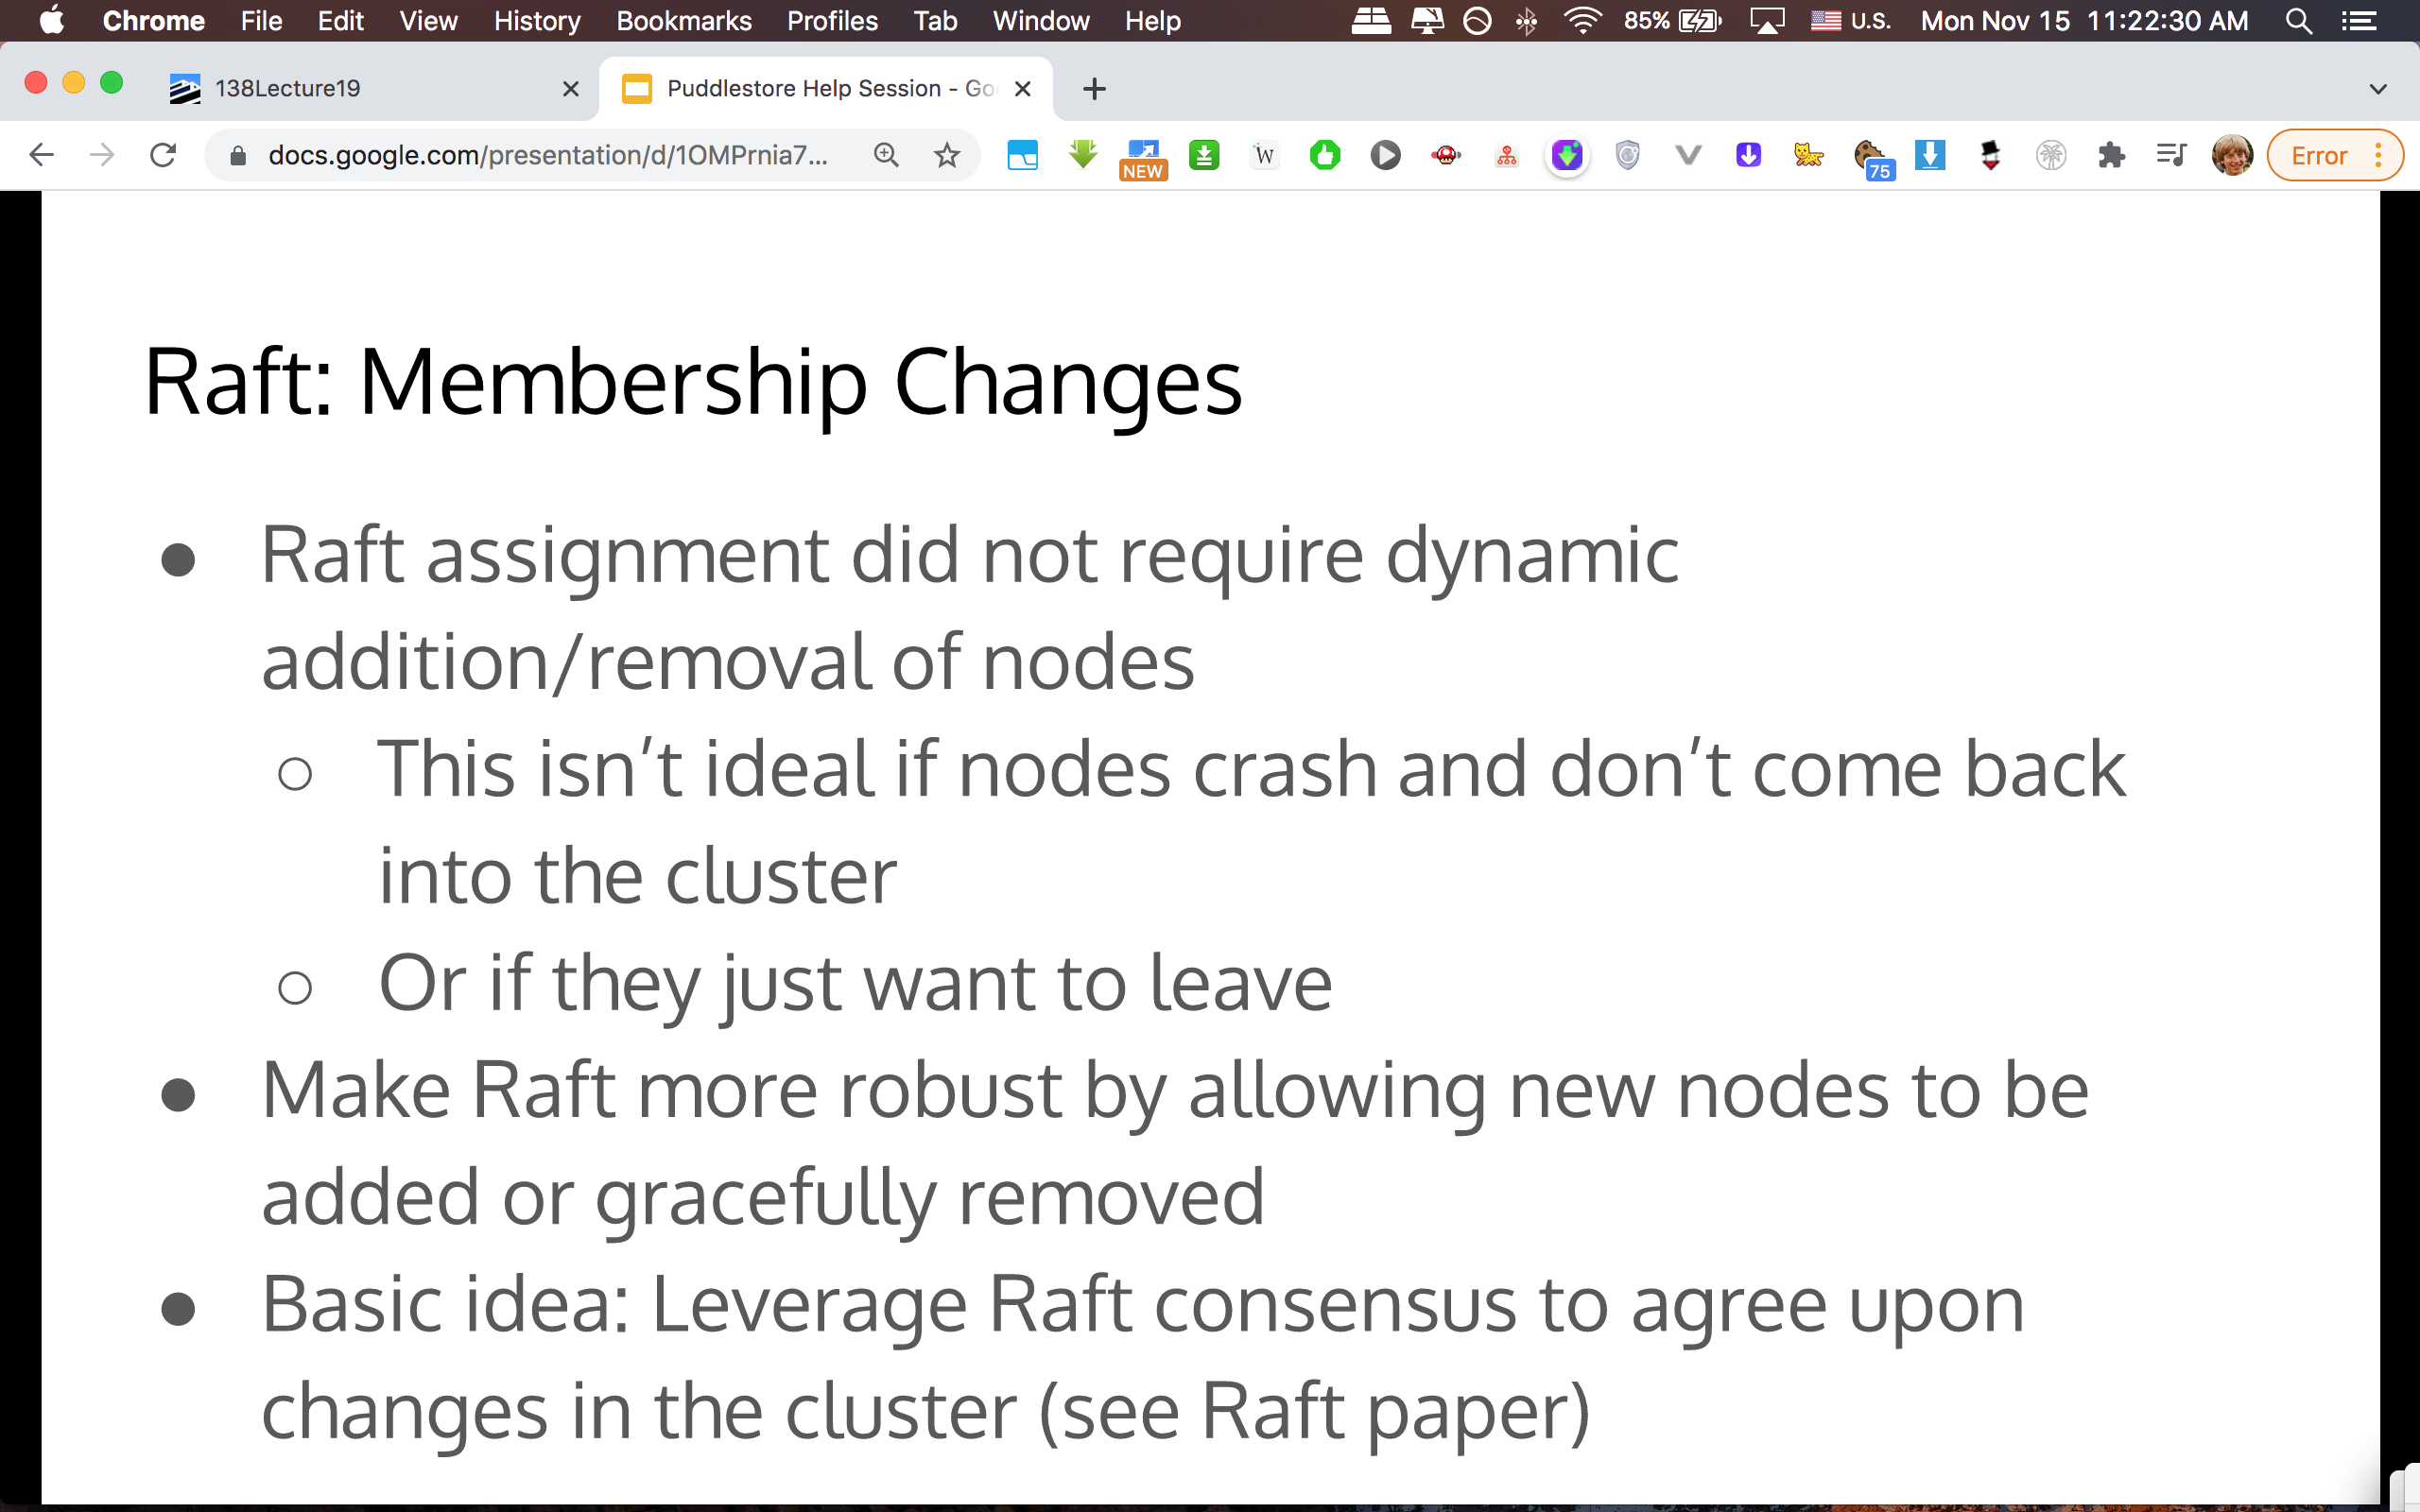 Chrome File Edit View History Bookmarks Profiles Tab Window Help 85% U.S. Mon Nov 15 11:22:30 AM
138Lecture19 Puddlestore Help Session - Go
docs.google.com/presentation/d/1OMPrnia7... NEW W 75 Error
Raft: Membership Changes
● Raft assignment did not require dynamic
addition/removal of nodes
○ This isn’t ideal if nodes crash and don’t come back
into the cluster
○ Or if they just want to leave
● Make Raft more robust by allowing new nodes to be
added or gracefully removed
● Basic idea: Leverage Raft consensus to agree upon
changes in the cluster (see Raft paper)